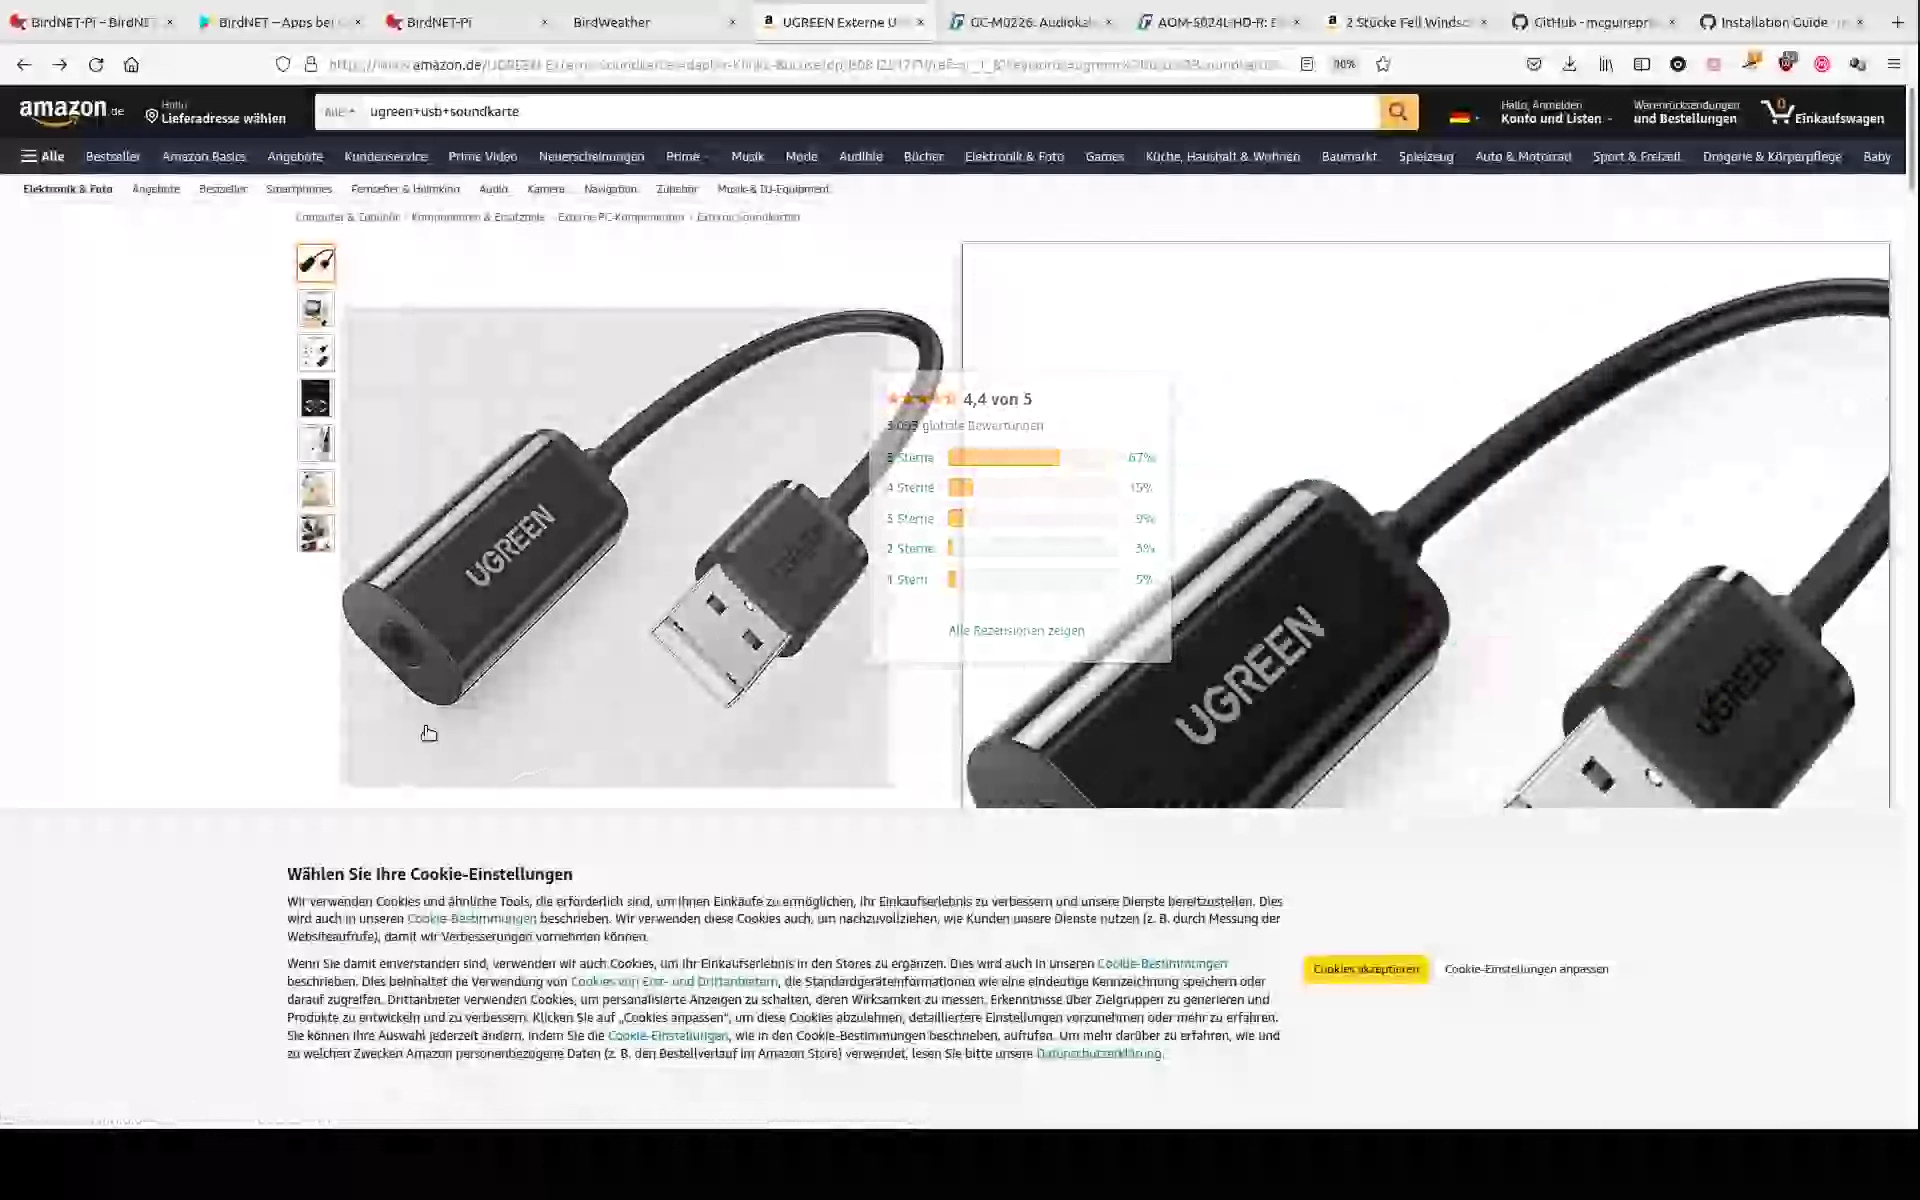 BirdNET-Pi - BirdNE
BirdNET – Apps bei G
BirdNET-Pi
BirdWeather
UGREEN Externe U
CC-M0226: Audiokab
AOM-5024L-HD-R: E
2 Stücke Fell Windsc
GitHub - mcguirepr
Installation Guide
90%
amazon.de
Hallo
Lieferadresse wählen
Alle
ugreen+usb+soundkarte
Hallo, Anmelden
Konto und Listen
Warenrücksendungen
und Bestellungen
0
Einkaufswagen
Alle
Bestseller
Amazon Basics
Angebote
Kundenservice
Prime Video
Neuerscheinungen
Prime
Musik
Mode
Audible
Bücher
Elektronik & Foto
Games
Küche, Haushalt & Wohnen
Baumarkt
Spielzeug
Auto & Motorrad
Sport & Freizeit
Drogerie & Körperpflege
Baby
Elektronik & Foto
Angebote
Bestseller
Smartphones
Fernseher & Heimkino
Audio
Kamera
Navigation
Zubehör
Musik- & DJ-Equipment
Computer & Zubehör › Komponenten & Ersatzteile › Externe PC-Komponenten › Externe Soundkarten
UGREEN
UGREEN
UGREEN
UGREEN
4,4 von 5
globale Bewertungen
5 Sterne 67%
4 Sterne 15%
3 Sterne 9%
2 Sterne 3%
1 Stern 5%
Alle Rezensionen zeigen
Wählen Sie Ihre Cookie-Einstellungen
Wir verwenden Cookies und ähnliche Tools, die erforderlich sind, um Ihnen Einkäufe zu ermöglichen, Ihr Einkaufserlebnis zu verbessern und unsere Dienste bereitzustellen. Dies
wird auch in unseren Cookie-Bestimmungen beschrieben. Wir verwenden diese Cookies auch, um nachzuvollziehen, wie Kunden unsere Dienste nutzen (z. B. durch Messung der
Websiteaufrufe), damit wir Verbesserungen vornehmen können.
Wenn Sie damit einverstanden sind, verwenden wir auch Cookies, um Ihr Einkaufserlebnis in den Stores zu ergänzen. Dies wird auch in unseren Cookie-Bestimmungen
beschrieben. Dies beinhaltet die Verwendung von Cookies von Erst- und Drittanbietern, die Standardgeräteinformationen wie eine eindeutige Kennzeichnung speichern oder
darauf zugreifen. Drittanbieter verwenden Cookies, um personalisierte Anzeigen zu schalten, deren Wirksamkeit zu messen, Erkenntnisse über Zielgruppen zu generieren und
Produkte zu entwickeln und zu verbessern. Klicken Sie auf „Cookies anpassen“, um diese Cookies abzulehnen, detailliertere Einstellungen vorzunehmen oder mehr zu erfahren.
Sie können Ihre Auswahl jederzeit ändern, indem Sie die Cookie-Einstellungen, wie in den Cookie-Bestimmungen beschrieben, aufrufen. Um mehr darüber zu erfahren, wie und
zu welchen Zwecken Amazon personenbezogene Daten (z. B. den Bestellverlauf im Amazon Store) verwendet, lesen Sie bitte unsere Datenschutzerklärung.
Cookies akzeptieren
Cookie-Einstellungen anpassen